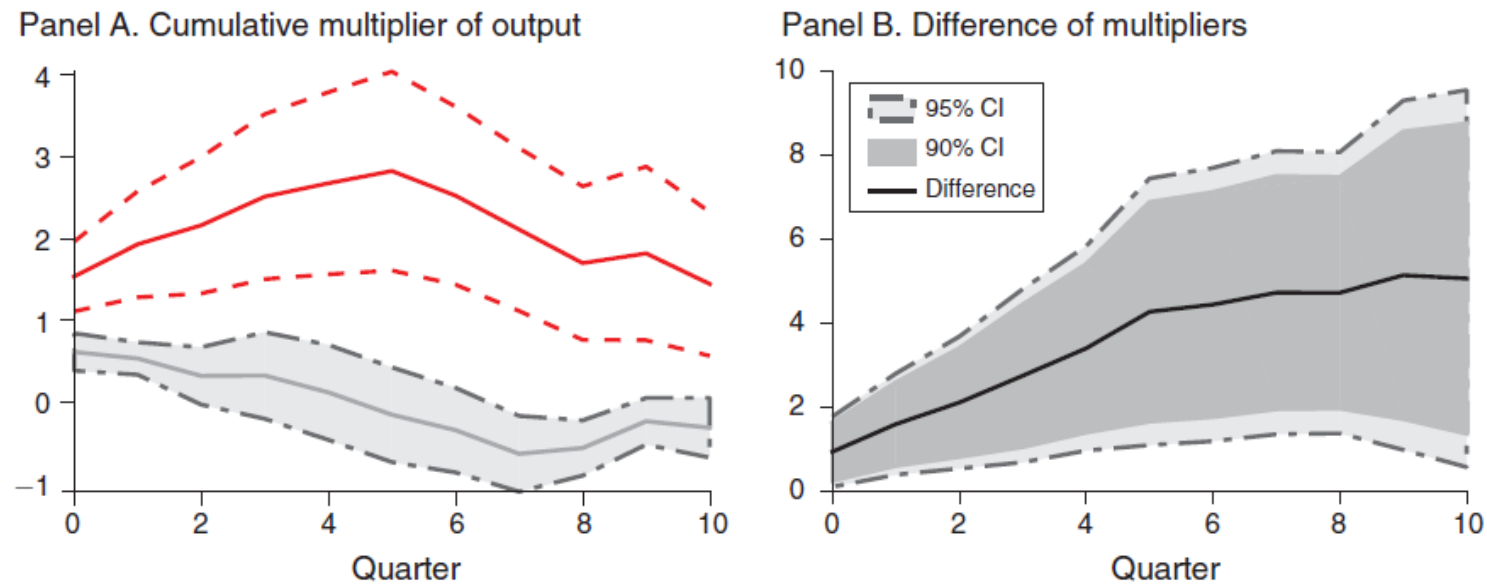 Panel A. Cumulative multiplier of output
4
3
2
1
0
−1
0 2 4 6 8 10
Quarter
Panel B. Difference of multipliers
10
8
6
4
2
0
95% CI
90% CI
Difference
0 2 4 6 8 10
Quarter